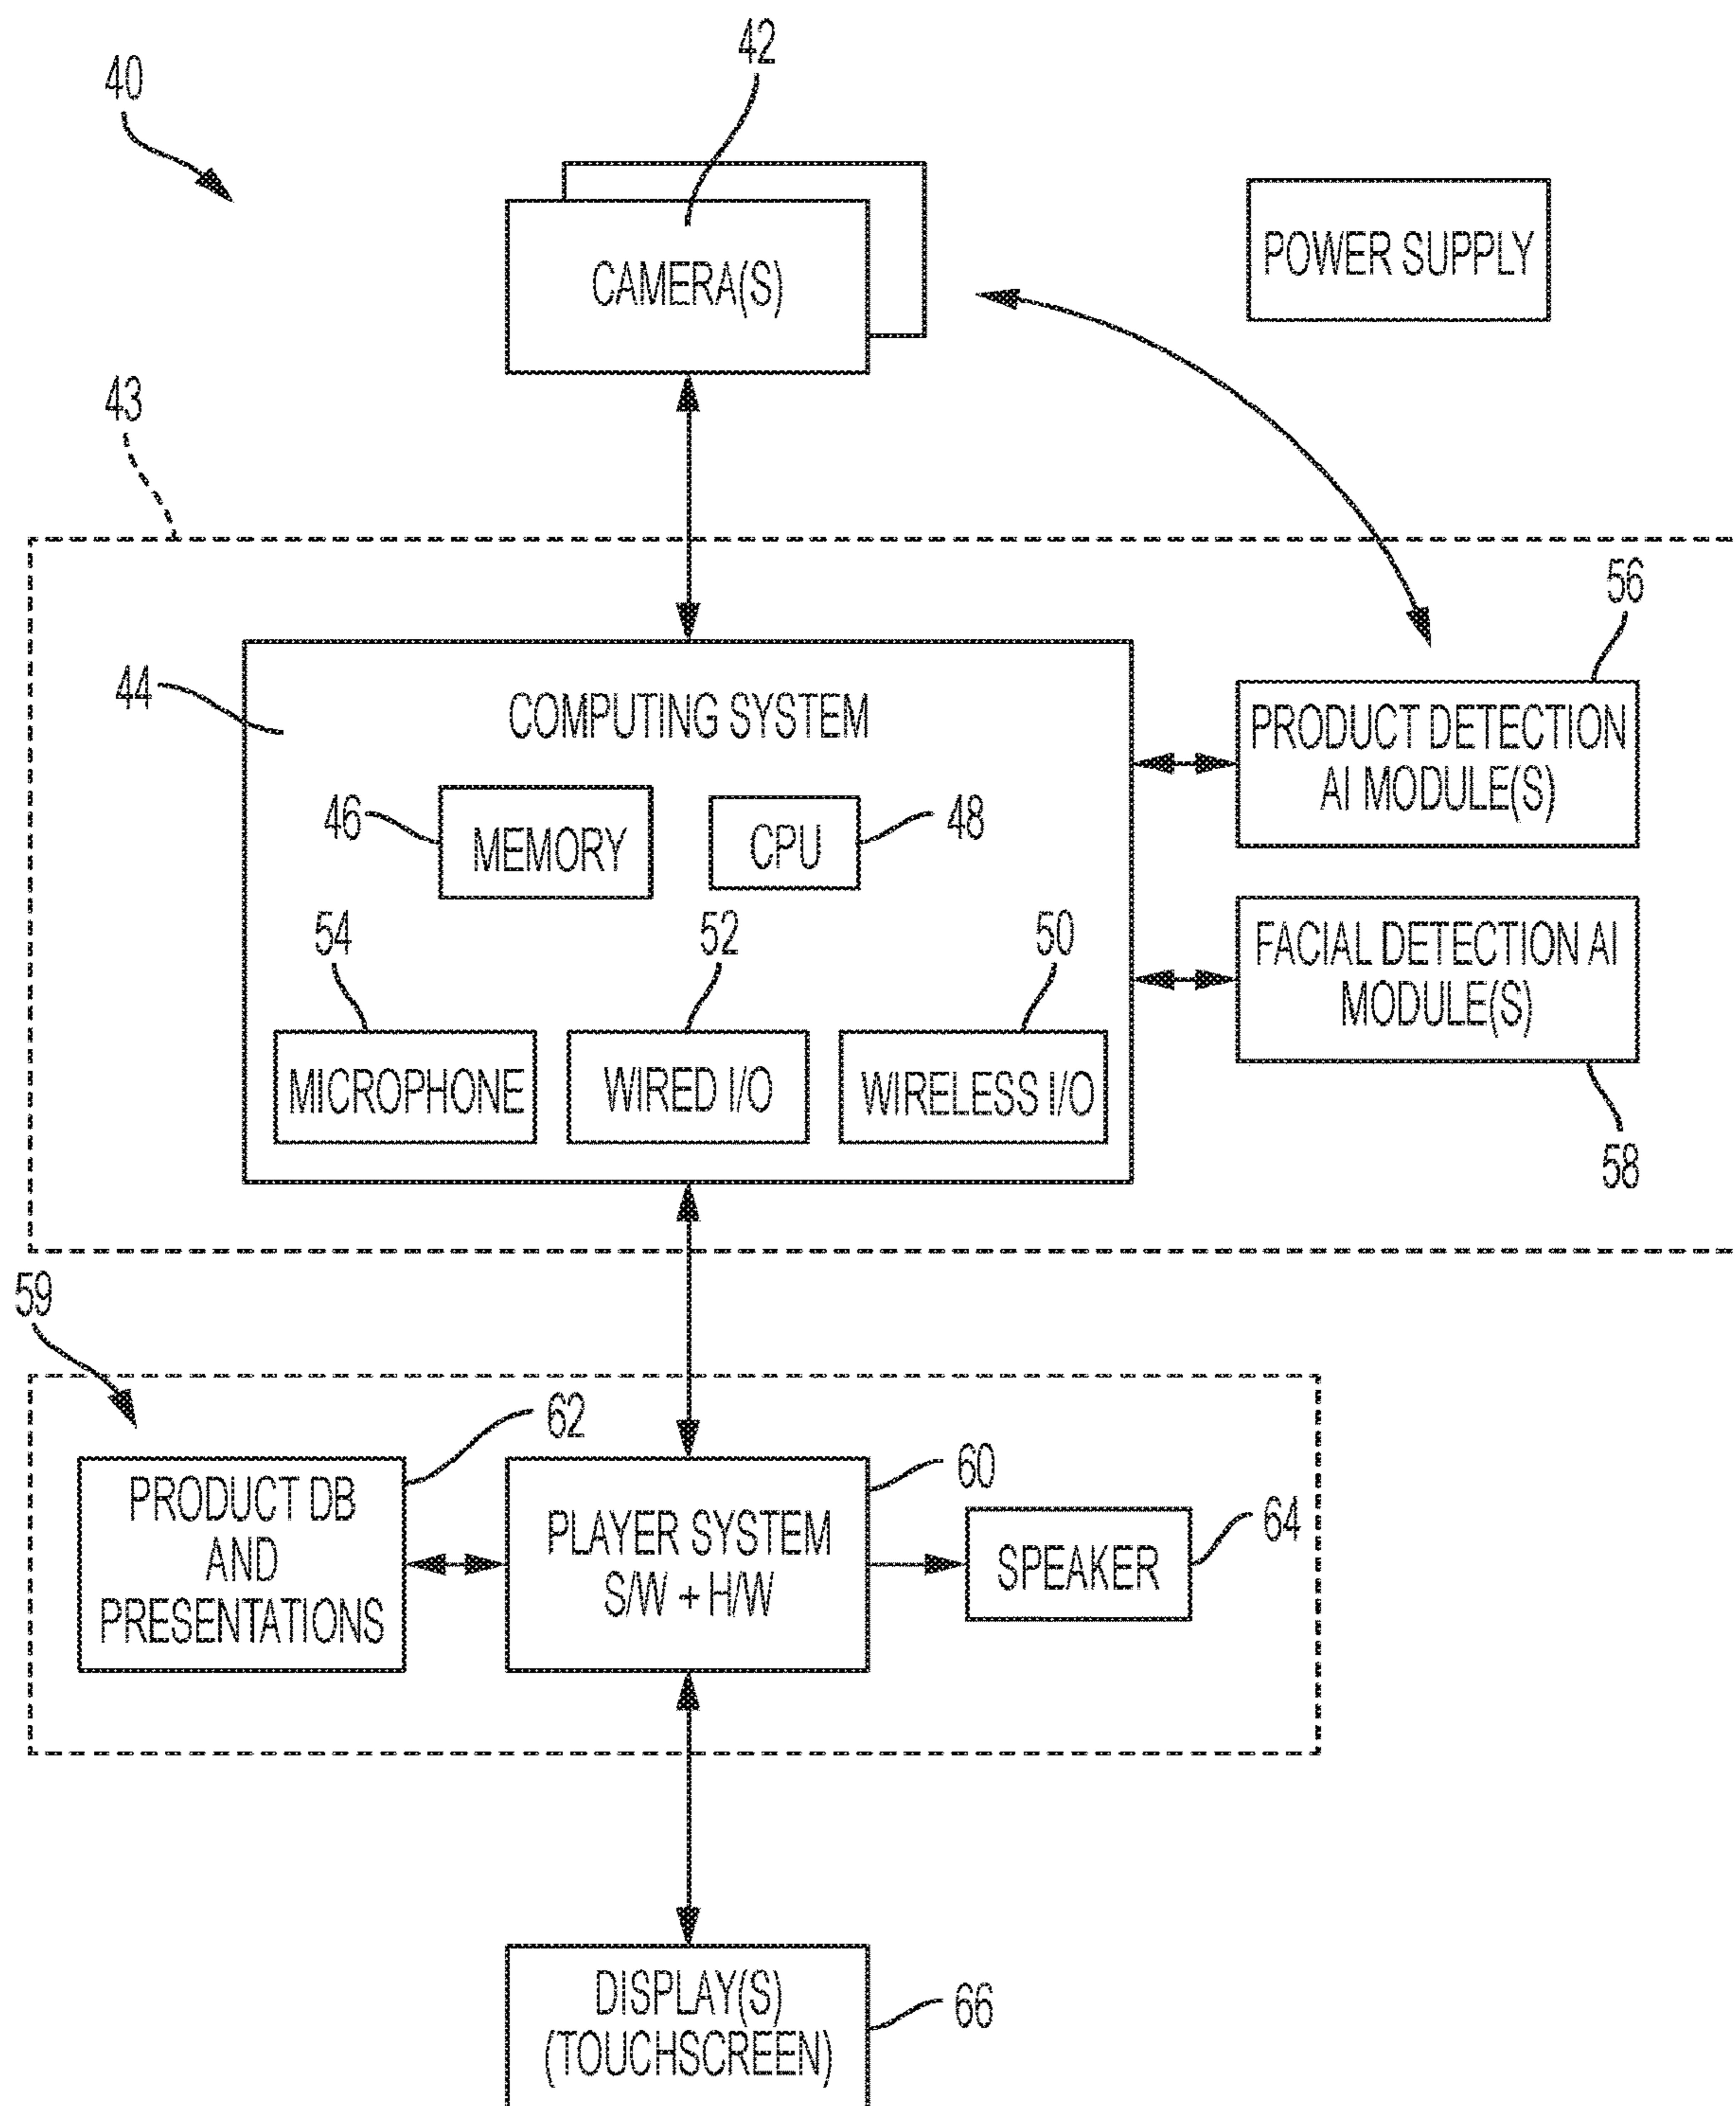 42
40
CAMERA(S)
POWER SUPPLY
43
56
44
COMPUTING SYSTEM
PRODUCT DETECTION
AI MODULE(S)
46
MEMORY
CPU
48
54
52
50
FACIAL DETECTION AI
MODULE(S)
MICROPHONE
WIRED I/O
WIRELESS I/O
58
59
62
60
PRODUCT DB
AND
PRESENTATIONS
PLAYER SYSTEM
S/W + H/W
SPEAKER
64
DISPLAY(S)
(TOUCHSCREEN)
66